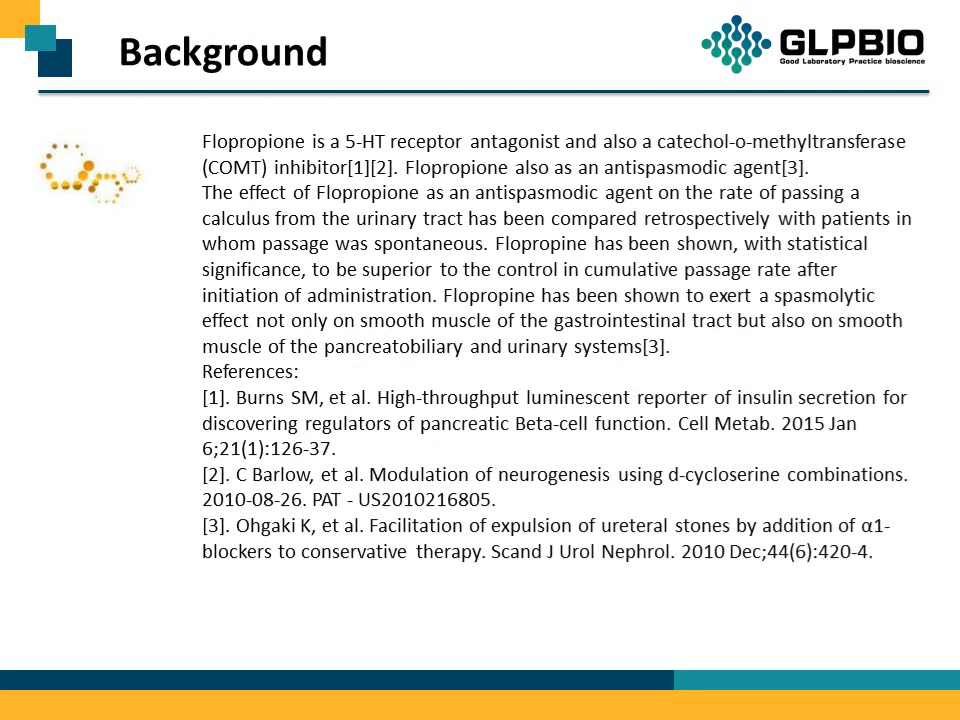 Background
GLPBIO
Good Laboratory Practice bioscience
Flopropione is a 5-HT receptor antagonist and also a catechol-o-methyltransferase
(COMT) inhibitor[1][2]. Flopropione also as an antispasmodic agent[3].
The effect of Flopropione as an antispasmodic agent on the rate of passing a
calculus from the urinary tract has been compared retrospectively with patients in
whom passage was spontaneous. Flopropine has been shown, with statistical
significance, to be superior to the control in cumulative passage rate after
initiation of administration. Flopropine has been shown to exert a spasmolytic
effect not only on smooth muscle of the gastrointestinal tract but also on smooth
muscle of the pancreatobiliary and urinary systems[3].
References:
[1]. Burns SM, et al. High-throughput luminescent reporter of insulin secretion for
discovering regulators of pancreatic Beta-cell function. Cell Metab. 2015 Jan
6;21(1):126-37.
[2]. C Barlow, et al. Modulation of neurogenesis using d-cycloserine combinations.
2010-08-26. PAT - US2010216805.
[3]. Ohgaki K, et al. Facilitation of expulsion of ureteral stones by addition of α1-
blockers to conservative therapy. Scand J Urol Nephrol. 2010 Dec;44(6):420-4.